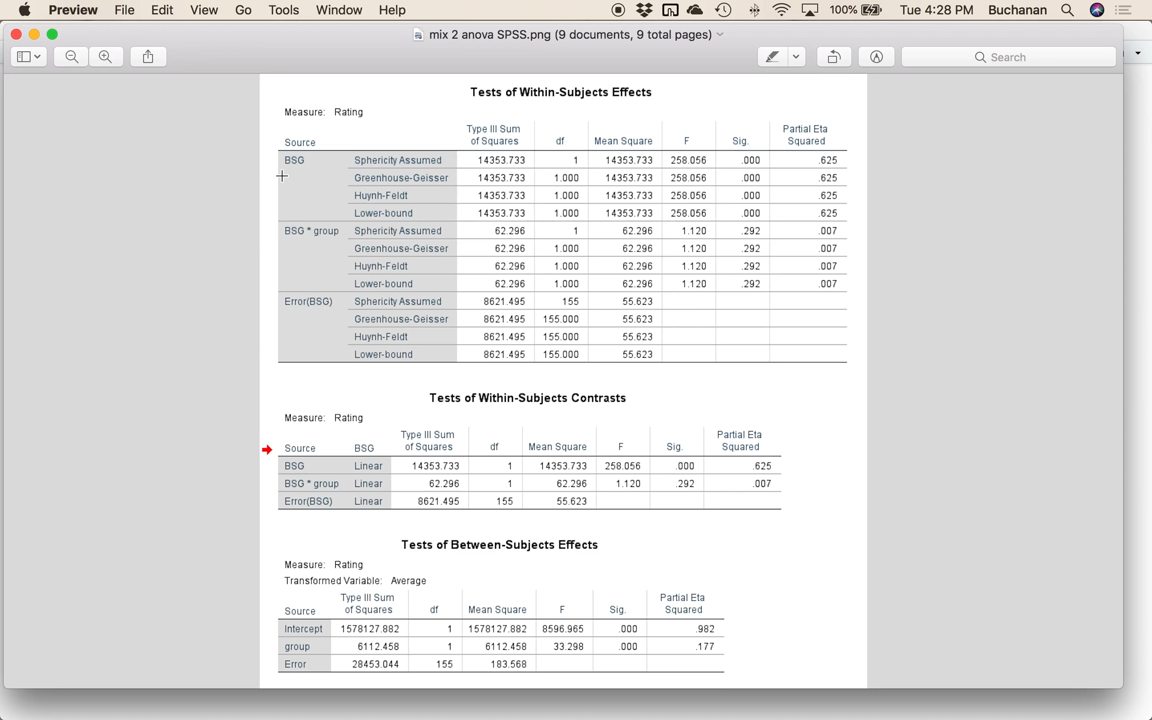 Preview File Edit View Go Tools Window Help 100% Tue 4:28 PM Buchanan
mix 2 anova SPSS.png (9 documents, 9 total pages)
Search
Tests of Within-Subjects Effects
Measure: Rating
Source Type III Sum of Squares df Mean Square F Sig. Partial Eta Squared
BSG Sphericity Assumed 14353.733 1 14353.733 258.056 .000 .625
Greenhouse-Geisser 14353.733 1.000 14353.733 258.056 .000 .625
Huynh-Feldt 14353.733 1.000 14353.733 258.056 .000 .625
Lower-bound 14353.733 1.000 14353.733 258.056 .000 .625
BSG * group Sphericity Assumed 62.296 1 62.296 1.120 .292 .007
Greenhouse-Geisser 62.296 1.000 62.296 1.120 .292 .007
Huynh-Feldt 62.296 1.000 62.296 1.120 .292 .007
Lower-bound 62.296 1.000 62.296 1.120 .292 .007
Error(BSG) Sphericity Assumed 8621.495 155 55.623
Greenhouse-Geisser 8621.495 155.000 55.623
Huynh-Feldt 8621.495 155.000 55.623
Lower-bound 8621.495 155.000 55.623
Tests of Within-Subjects Contrasts
Measure: Rating
Source BSG Type III Sum of Squares df Mean Square F Sig. Partial Eta Squared
BSG Linear 14353.733 1 14353.733 258.056 .000 .625
BSG * group Linear 62.296 1 62.296 1.120 .292 .007
Error(BSG) Linear 8621.495 155 55.623
Tests of Between-Subjects Effects
Measure: Rating
Transformed Variable: Average
Source Type III Sum of Squares df Mean Square F Sig. Partial Eta Squared
Intercept 1578127.882 1 1578127.882 8596.965 .000 .982
group 6112.458 1 6112.458 33.298 .000 .177
Error 28453.044 155 183.568